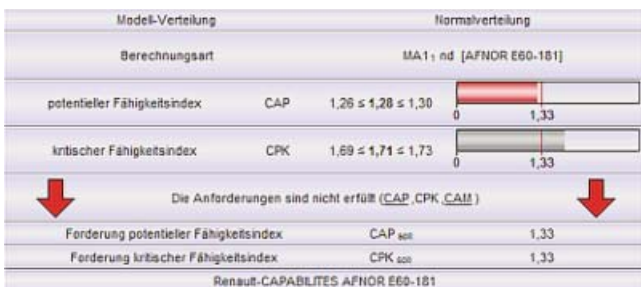 Modell-Verteilung Normalverteilung
Berechnungsart MA1₁ nd [AFNOR E60-181]
potentieller Fähigkeitsindex CAP 1,26 ≤ 1,28 ≤ 1,30
0 1,33
kritischer Fähigkeitsindex CPK 1,69 ≤ 1,71 ≤ 1,73
0 1,33
Die Anforderungen sind nicht erfüllt (CAP ,CPK ,CAM )
Forderung potentieller Fähigkeitsindex CAP soll 1,33
Forderung kritischer Fähigkeitsindex CPK soll 1,33
Renault-CAPABILITES AFNOR E60-181